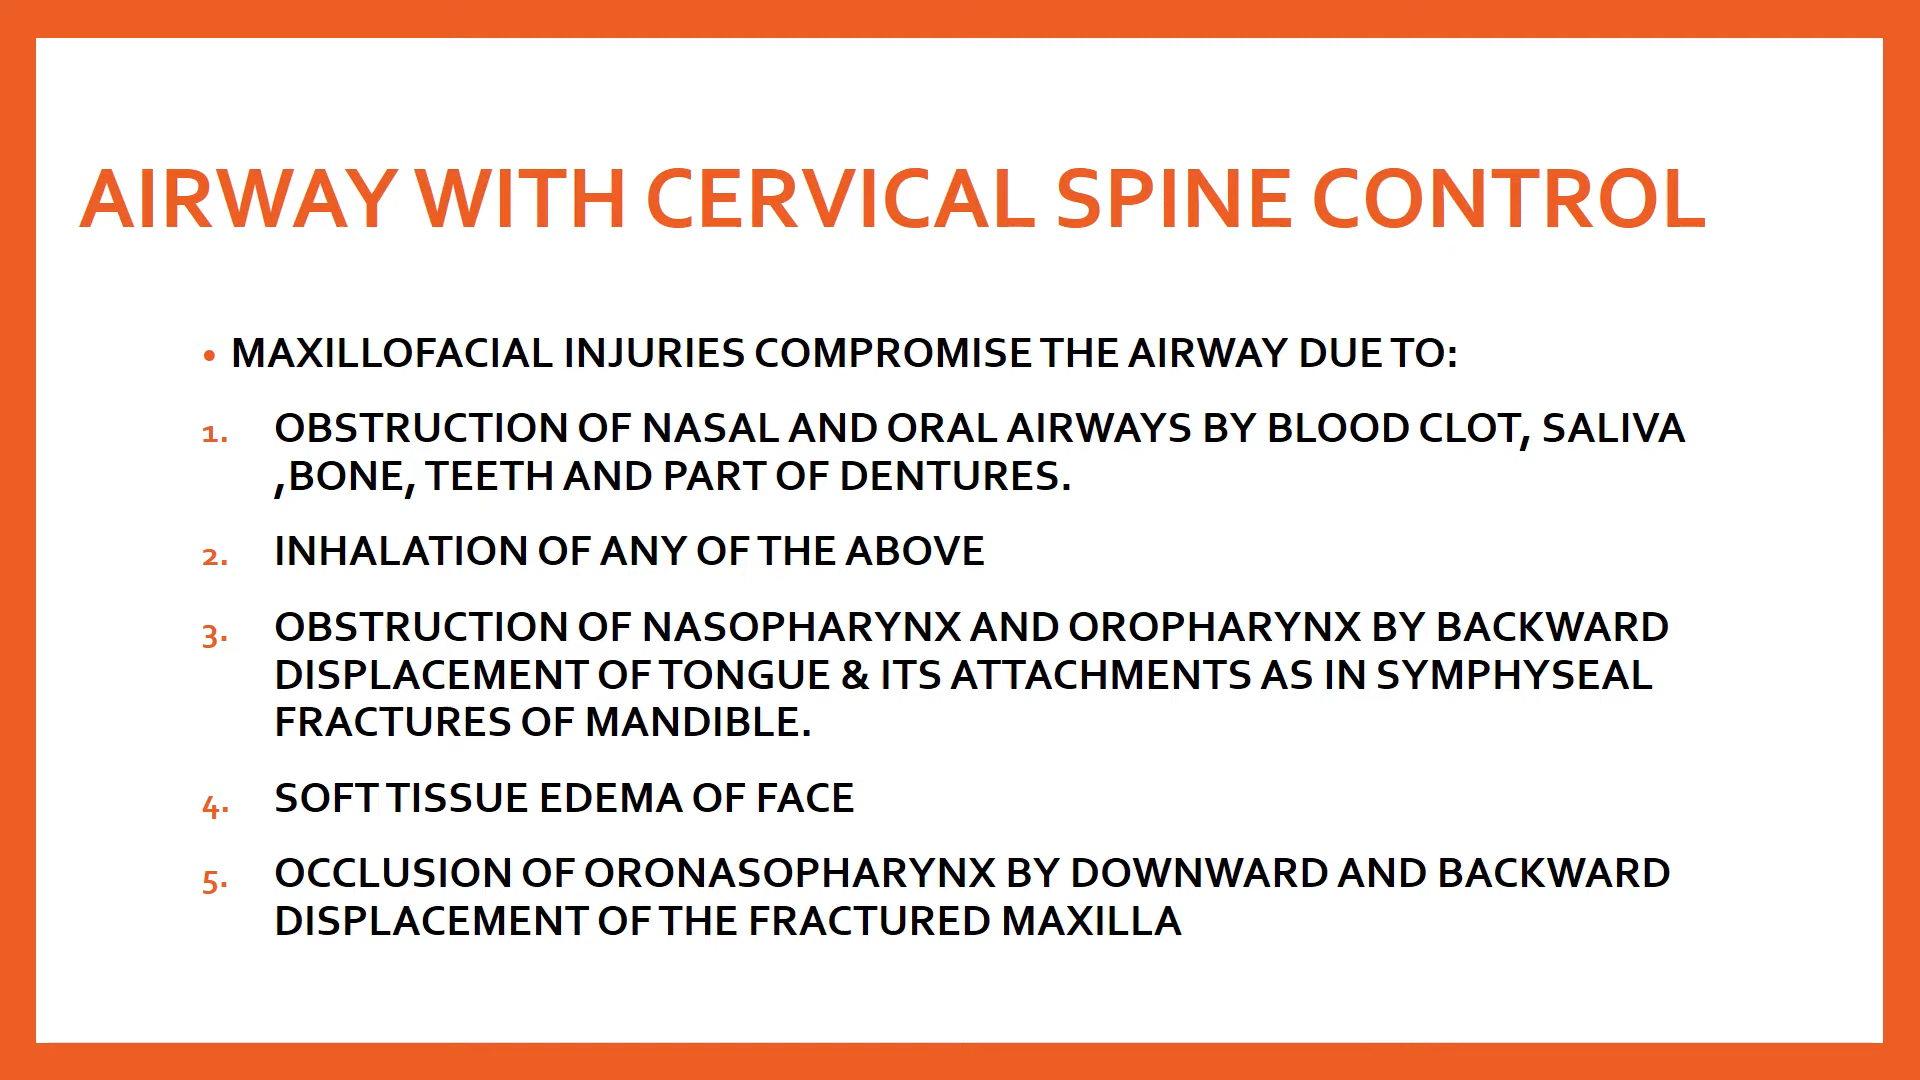 AIRWAY WITH CERVICAL SPINE CONTROL
• MAXILLOFACIAL INJURIES COMPROMISE THE AIRWAY DUE TO:
1. OBSTRUCTION OF NASAL AND ORAL AIRWAYS BY BLOOD CLOT, SALIVA
,BONE, TEETH AND PART OF DENTURES.
2. INHALATION OF ANY OF THE ABOVE
3. OBSTRUCTION OF NASOPHARYNX AND OROPHARYNX BY BACKWARD
DISPLACEMENT OF TONGUE & ITS ATTACHMENTS AS IN SYMPHYSEAL
FRACTURES OF MANDIBLE.
4. SOFT TISSUE EDEMA OF FACE
5. OCCLUSION OF ORONASOPHARYNX BY DOWNWARD AND BACKWARD
DISPLACEMENT OF THE FRACTURED MAXILLA